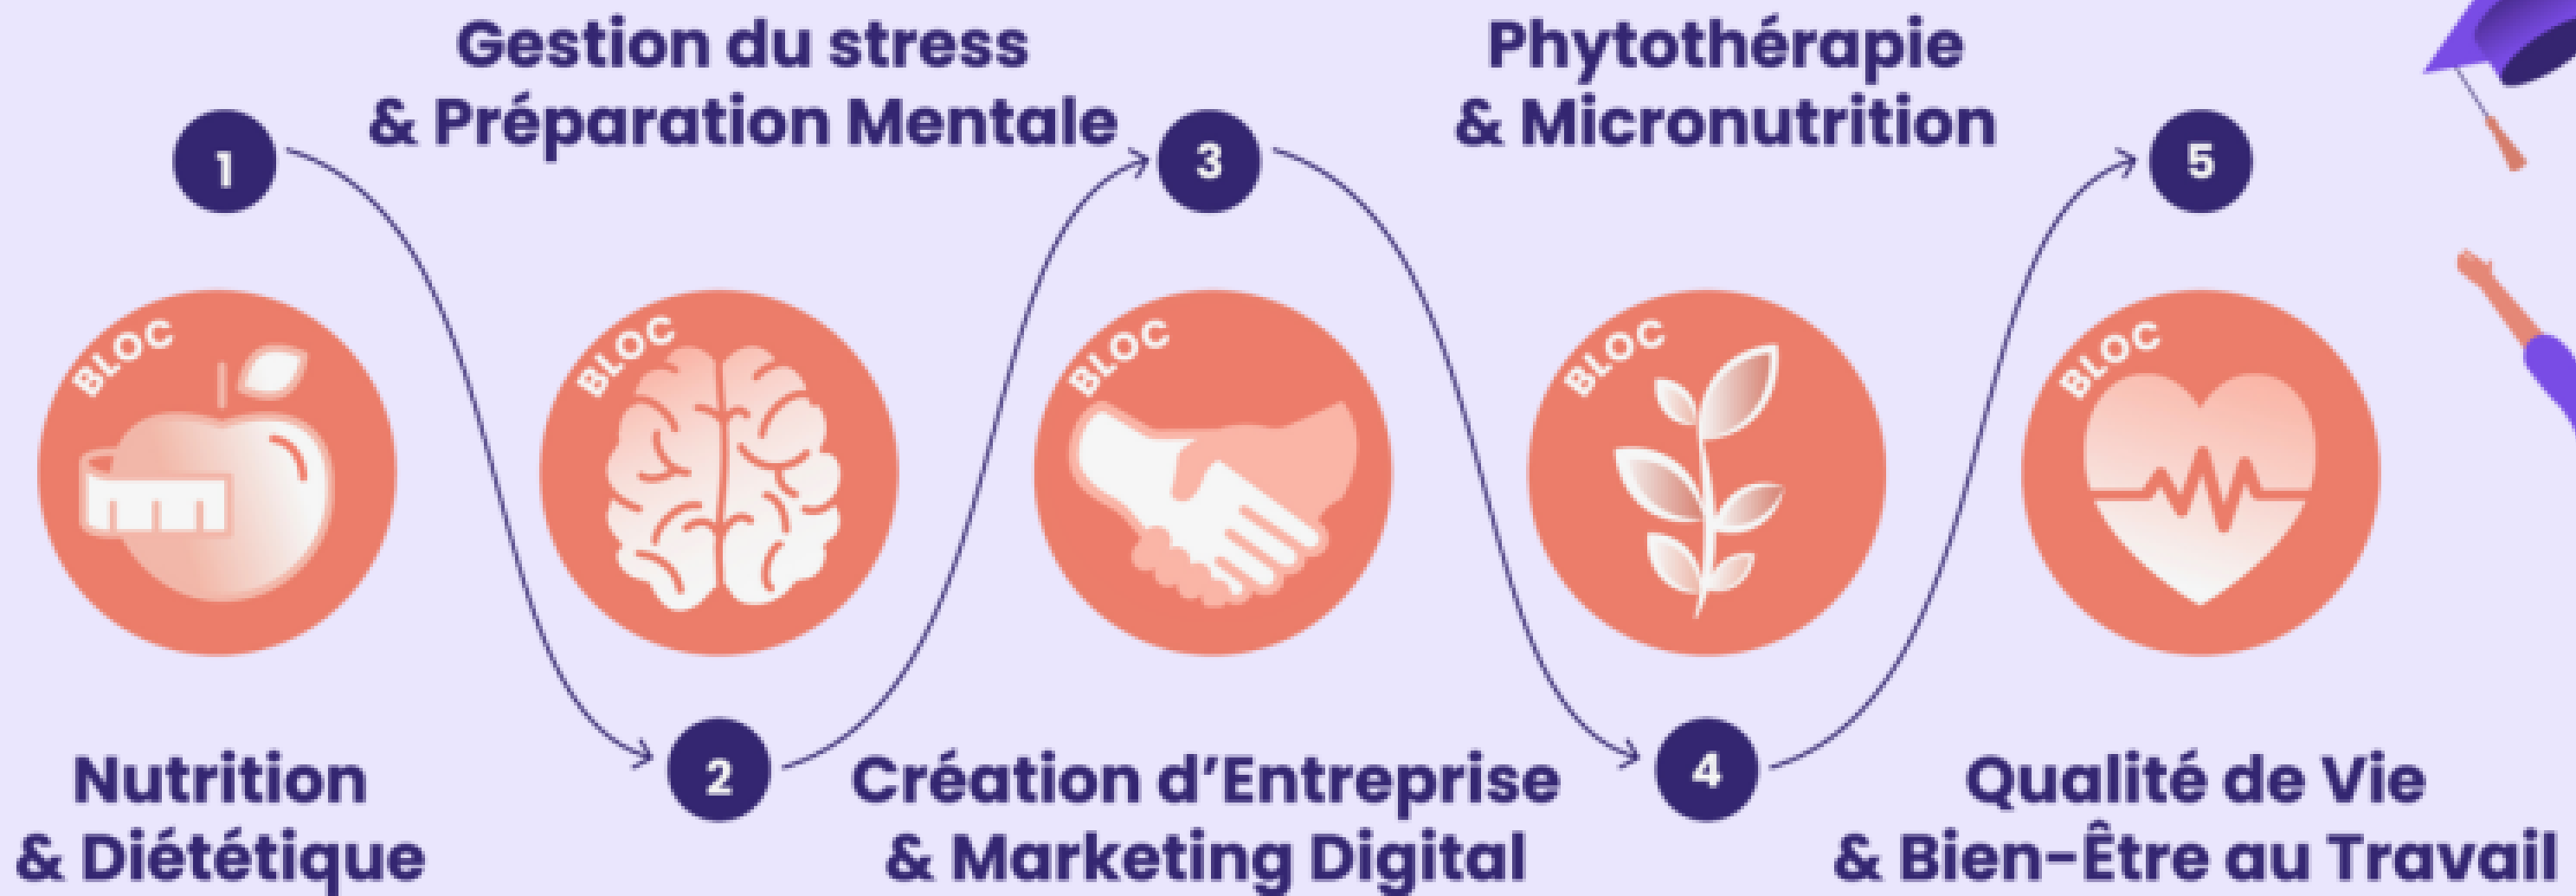 1
BLOC
Nutrition
& Diététique
Gestion du stress
& Préparation Mentale
BLOC
2
3
BLOC
Création d’Entreprise
& Marketing Digital
Phytothérapie
& Micronutrition
BLOC
4
5
BLOC
Qualité de Vie
& Bien-Être au Travail